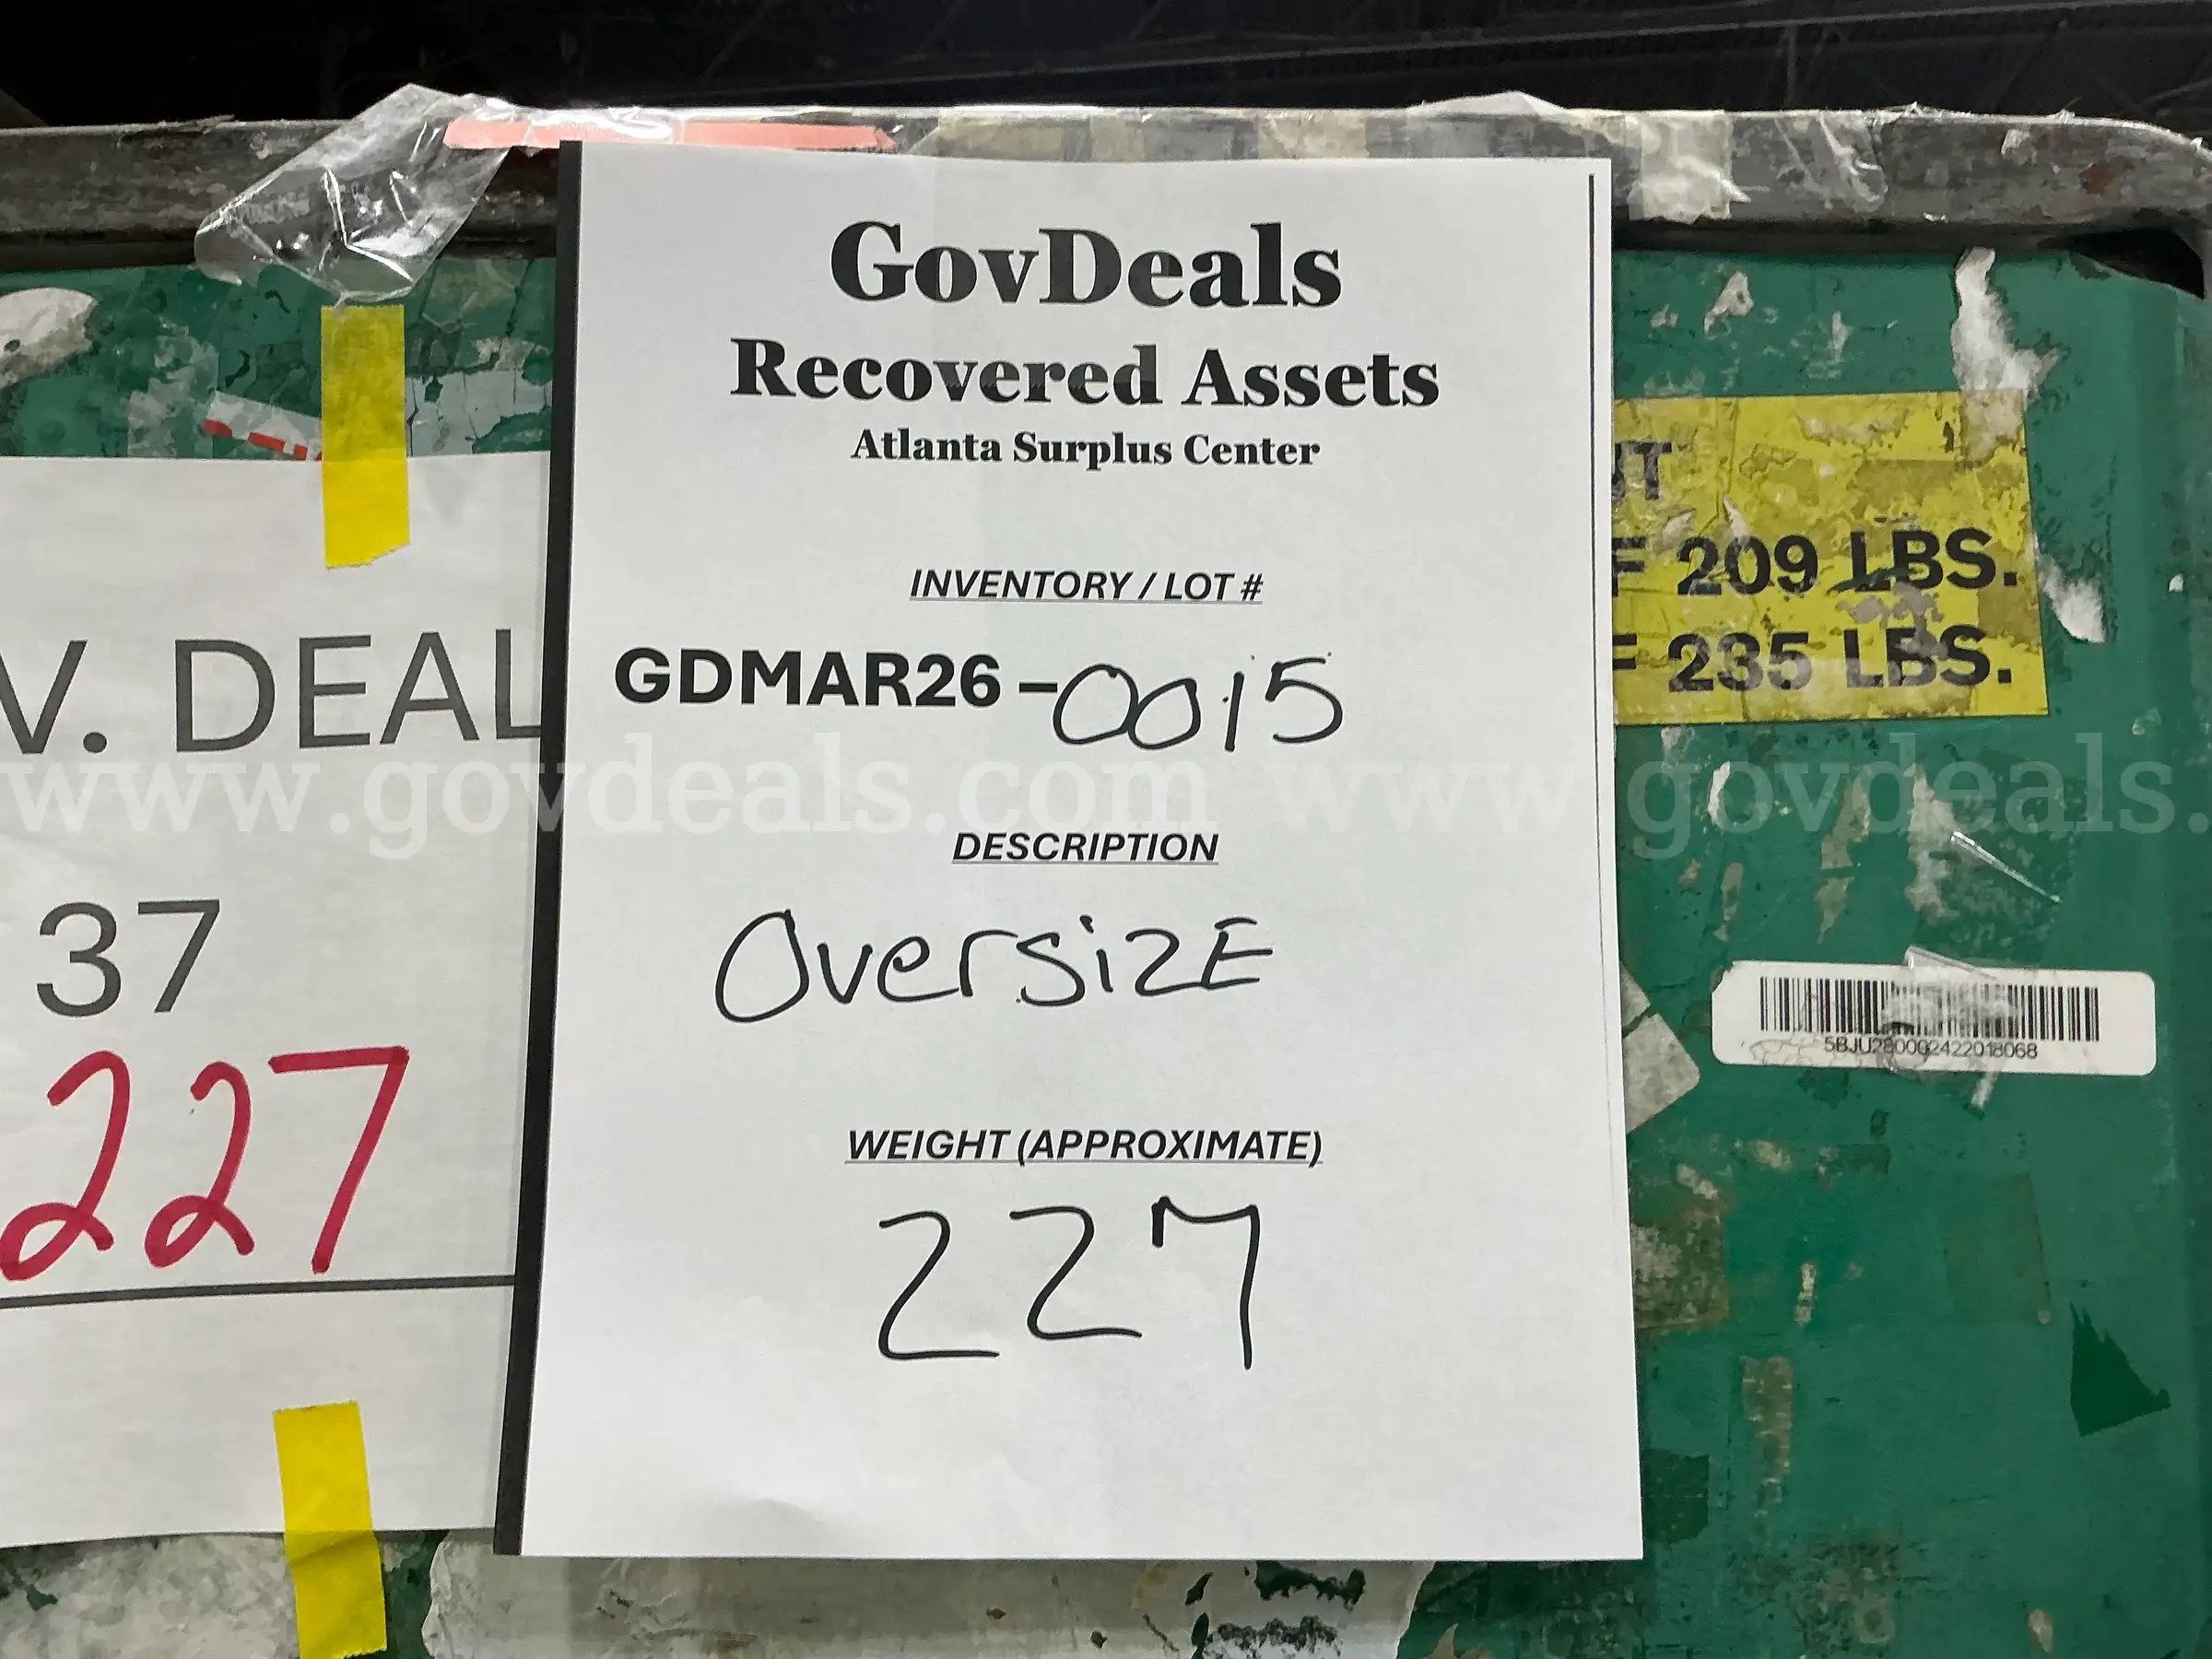 GovDeals
Recovered Assets
Atlanta Surplus Center
INVENTORY / LOT #
GDMAR26-0015
DESCRIPTION
OversizE
WEIGHT (APPROXIMATE)
227
V. DEAL
37
227
209 LBS.
235 LBS.
5BJU280002422018068
www.govdeals.com www.govdeals.